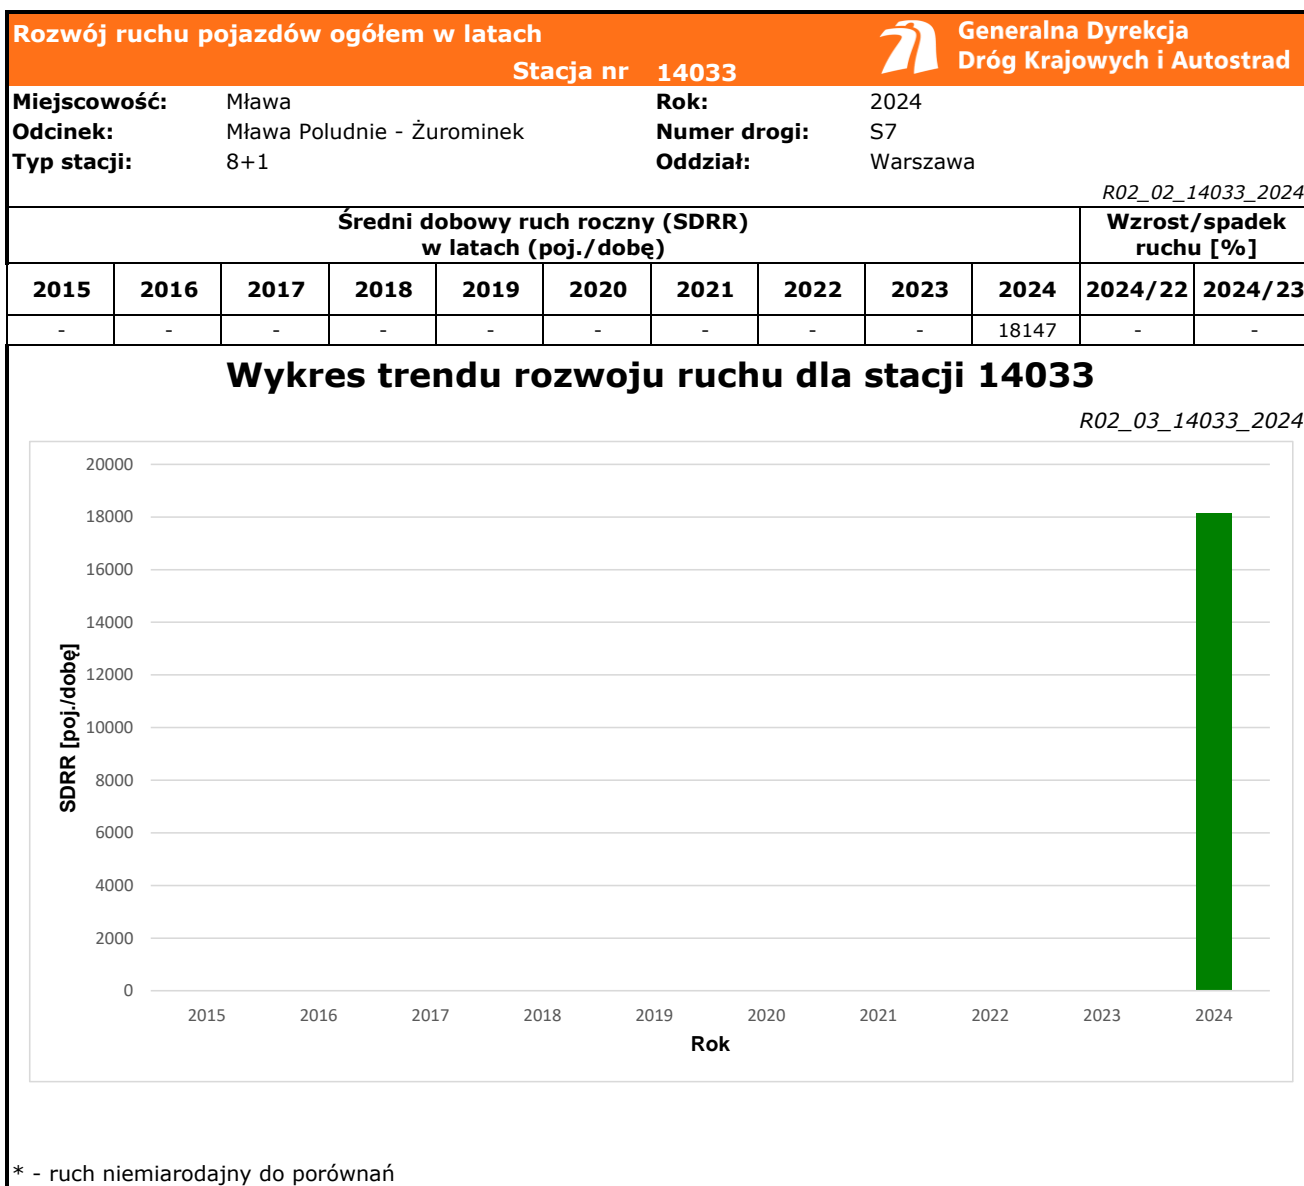 Rozwój ruchu pojazdów ogółem w latach
Stacja nr 14033
Generalna Dyrekcja
Dróg Krajowych i Autostrad
Miejscowość: Mława Rok: 2024
Odcinek: Mława Poludnie - Żurominek Numer drogi: S7
Typ stacji: 8+1 Oddział: Warszawa
R02_02_14033_2024
Średni dobowy ruch roczny (SDRR)
w latach (poj./dobę)
Wzrost/spadek
ruchu [%]
2015 2016 2017 2018 2019 2020 2021 2022 2023 2024 2024/22 2024/23
- - - - - - - - - 18147 - -
Wykres trendu rozwoju ruchu dla stacji 14033
R02_03_14033_2024
20000
18000
16000
14000
12000
10000
8000
6000
4000
2000
0
SDRR [poj./dobę]
2015 2016 2017 2018 2019 2020 2021 2022 2023 2024
Rok
* - ruch niemiarodajny do porównań